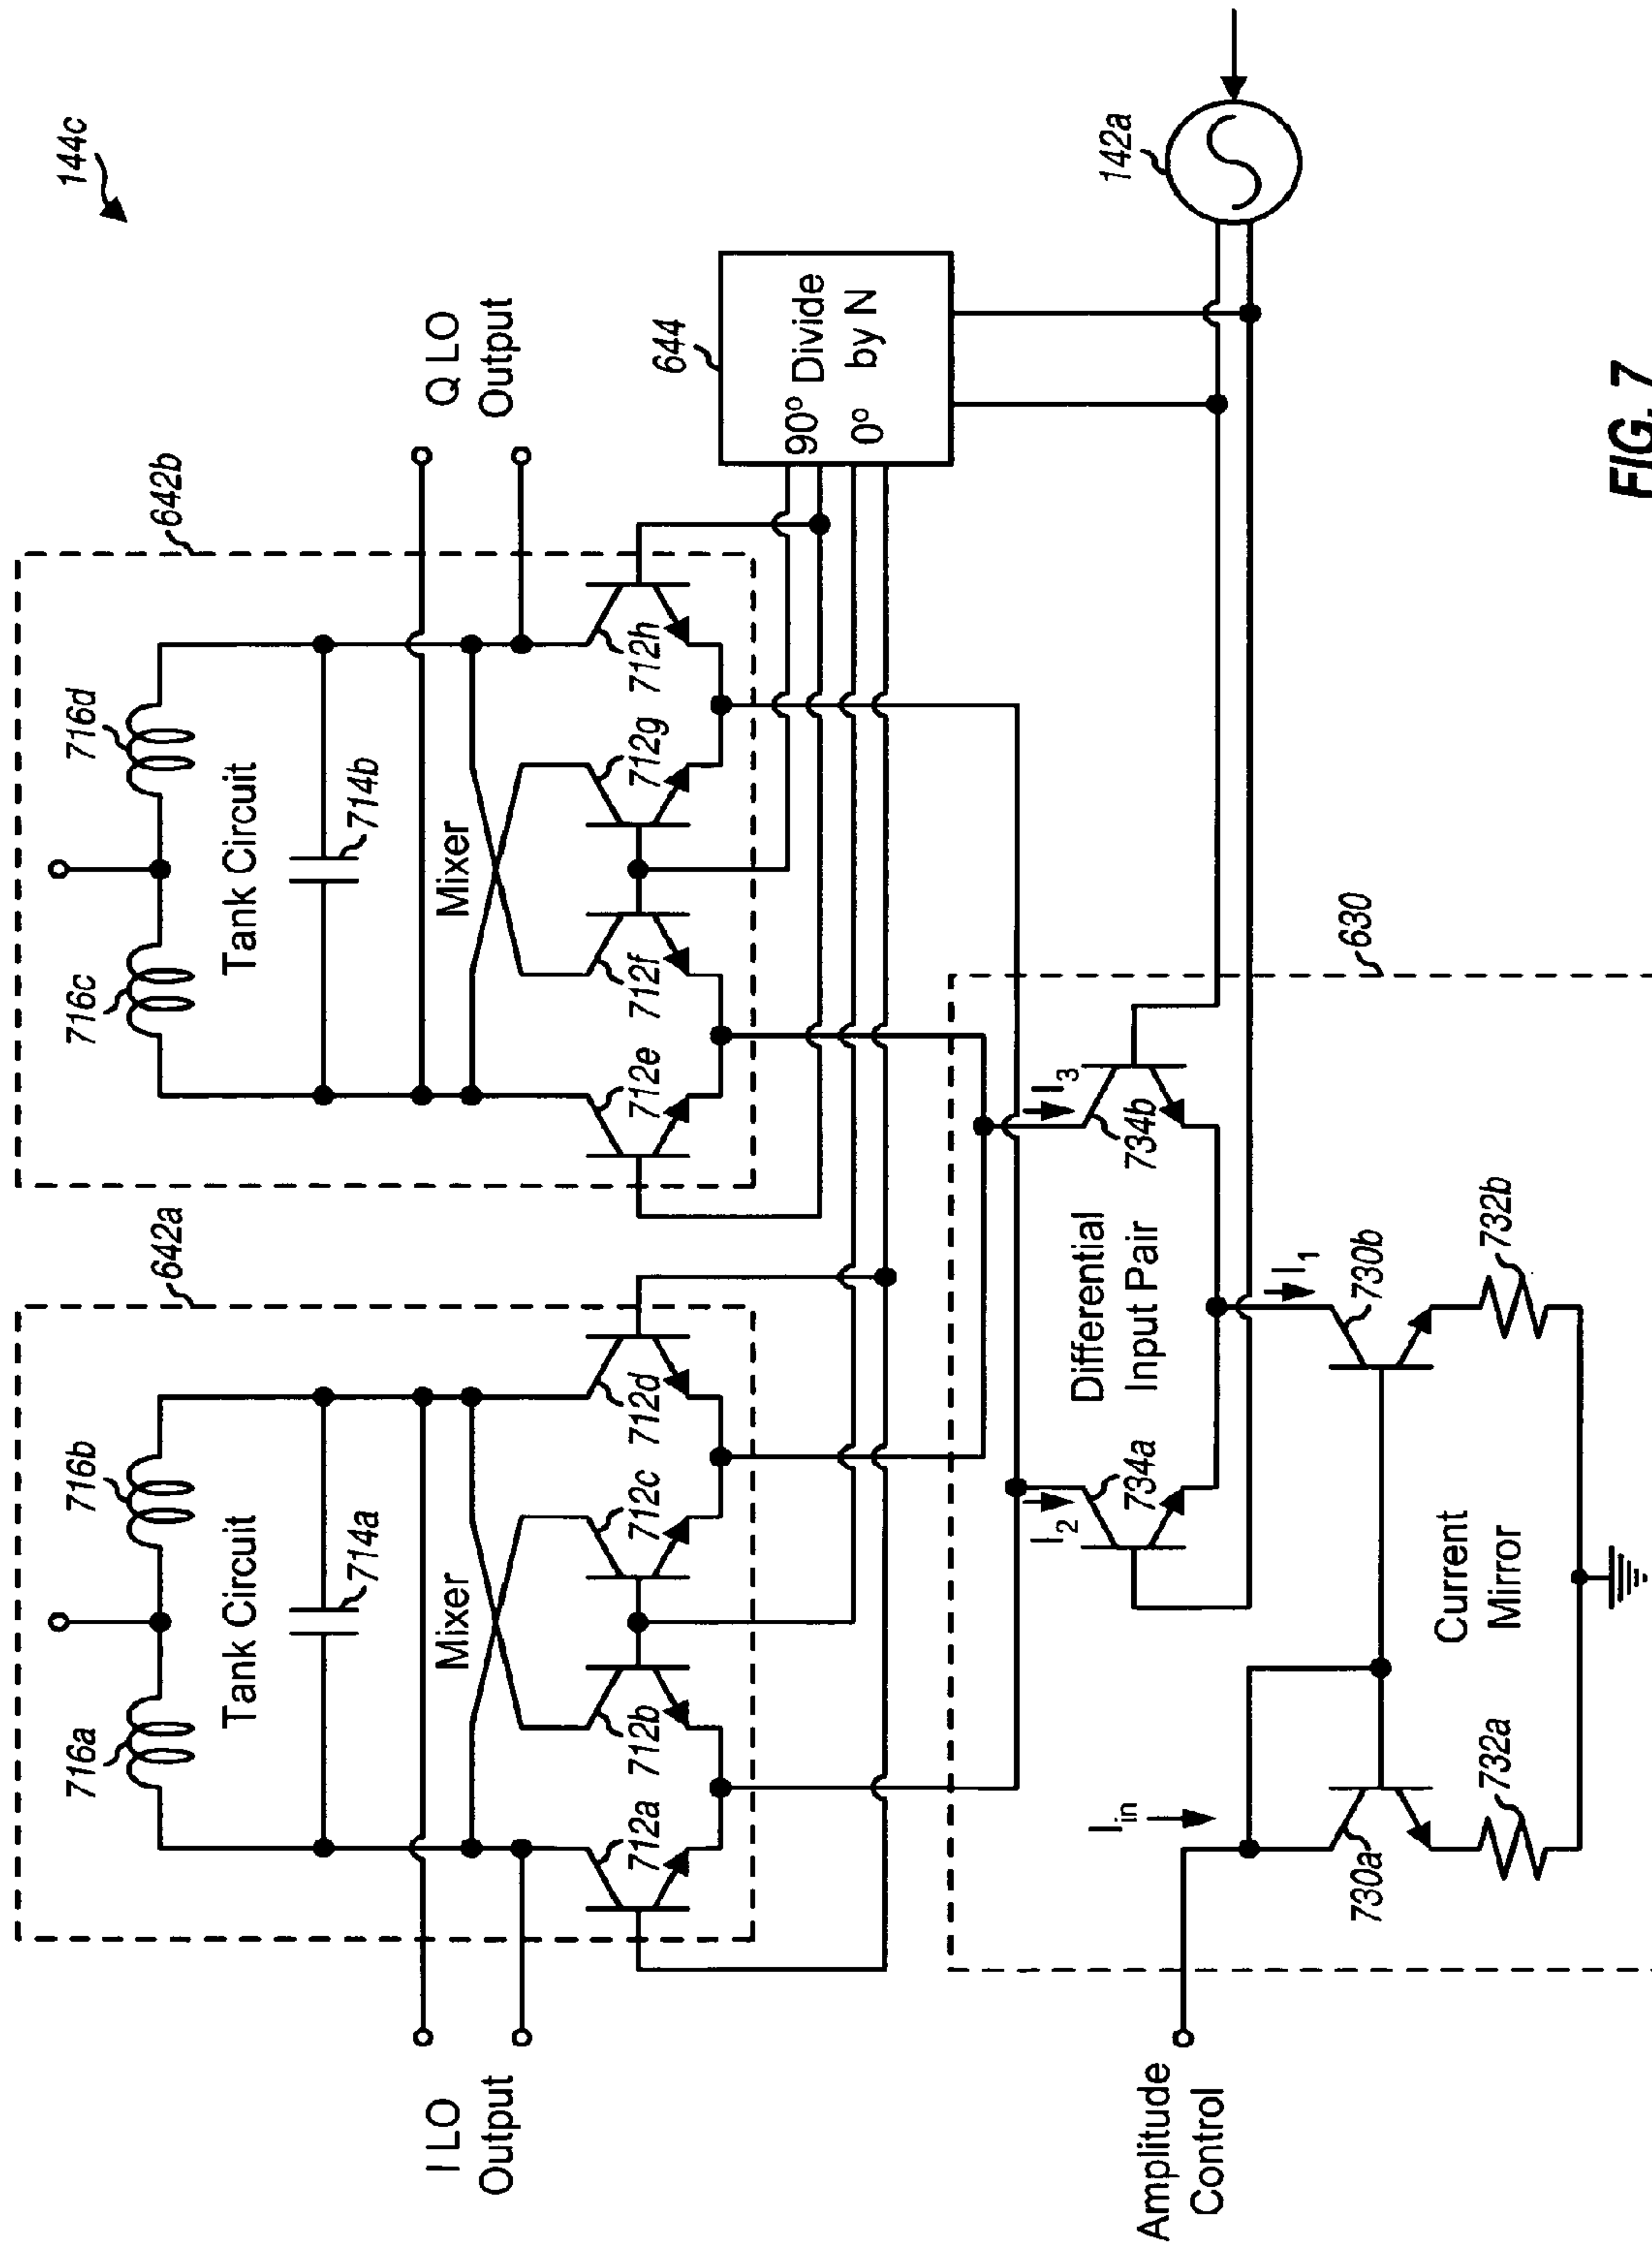 144c
642a
642b
716a
716b
716c
716d
Tank Circuit
Tank Circuit
714a
714b
I LO
Output
Q LO
Output
Mixer
Mixer
712a
712b
712c
712d
712e
712f
712g
712h
644
90° Divide
0° by N
142a
630
I2
I3
734a
734b
Differential
Input Pair
Amplitude
Control
Iin
I1
730a
730b
Current
Mirror
732a
732b
FIG. 7